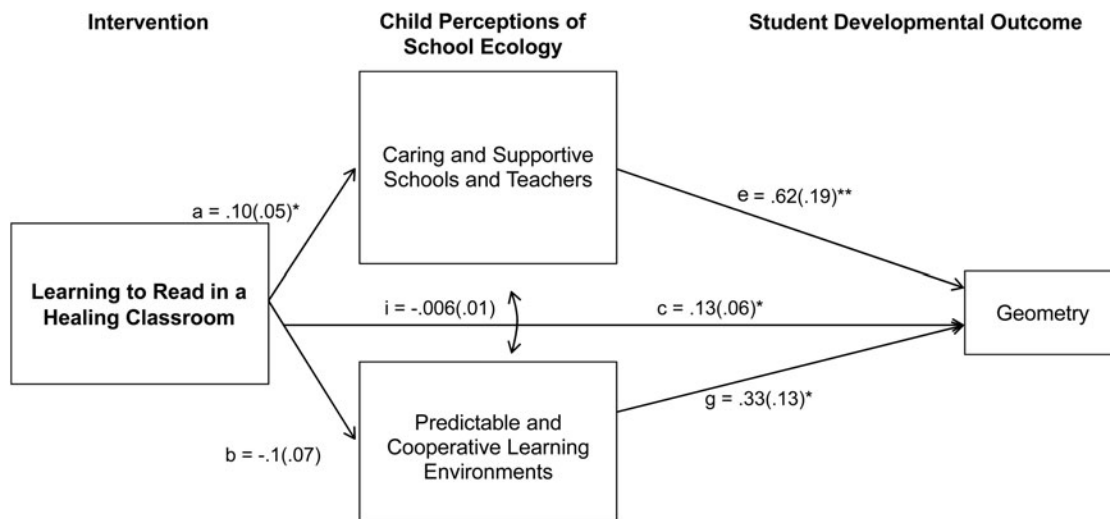 Intervention
Child Perceptions of
School Ecology
Student Developmental Outcome
Caring and Supportive
Schools and Teachers
a = .10(.05)*
e = .62(.19)**
Learning to Read in a
Healing Classroom
i = -.006(.01)
c = .13(.06)*
Geometry
g = .33(.13)*
Predictable and
Cooperative Learning
Environments
b = -.1(.07)